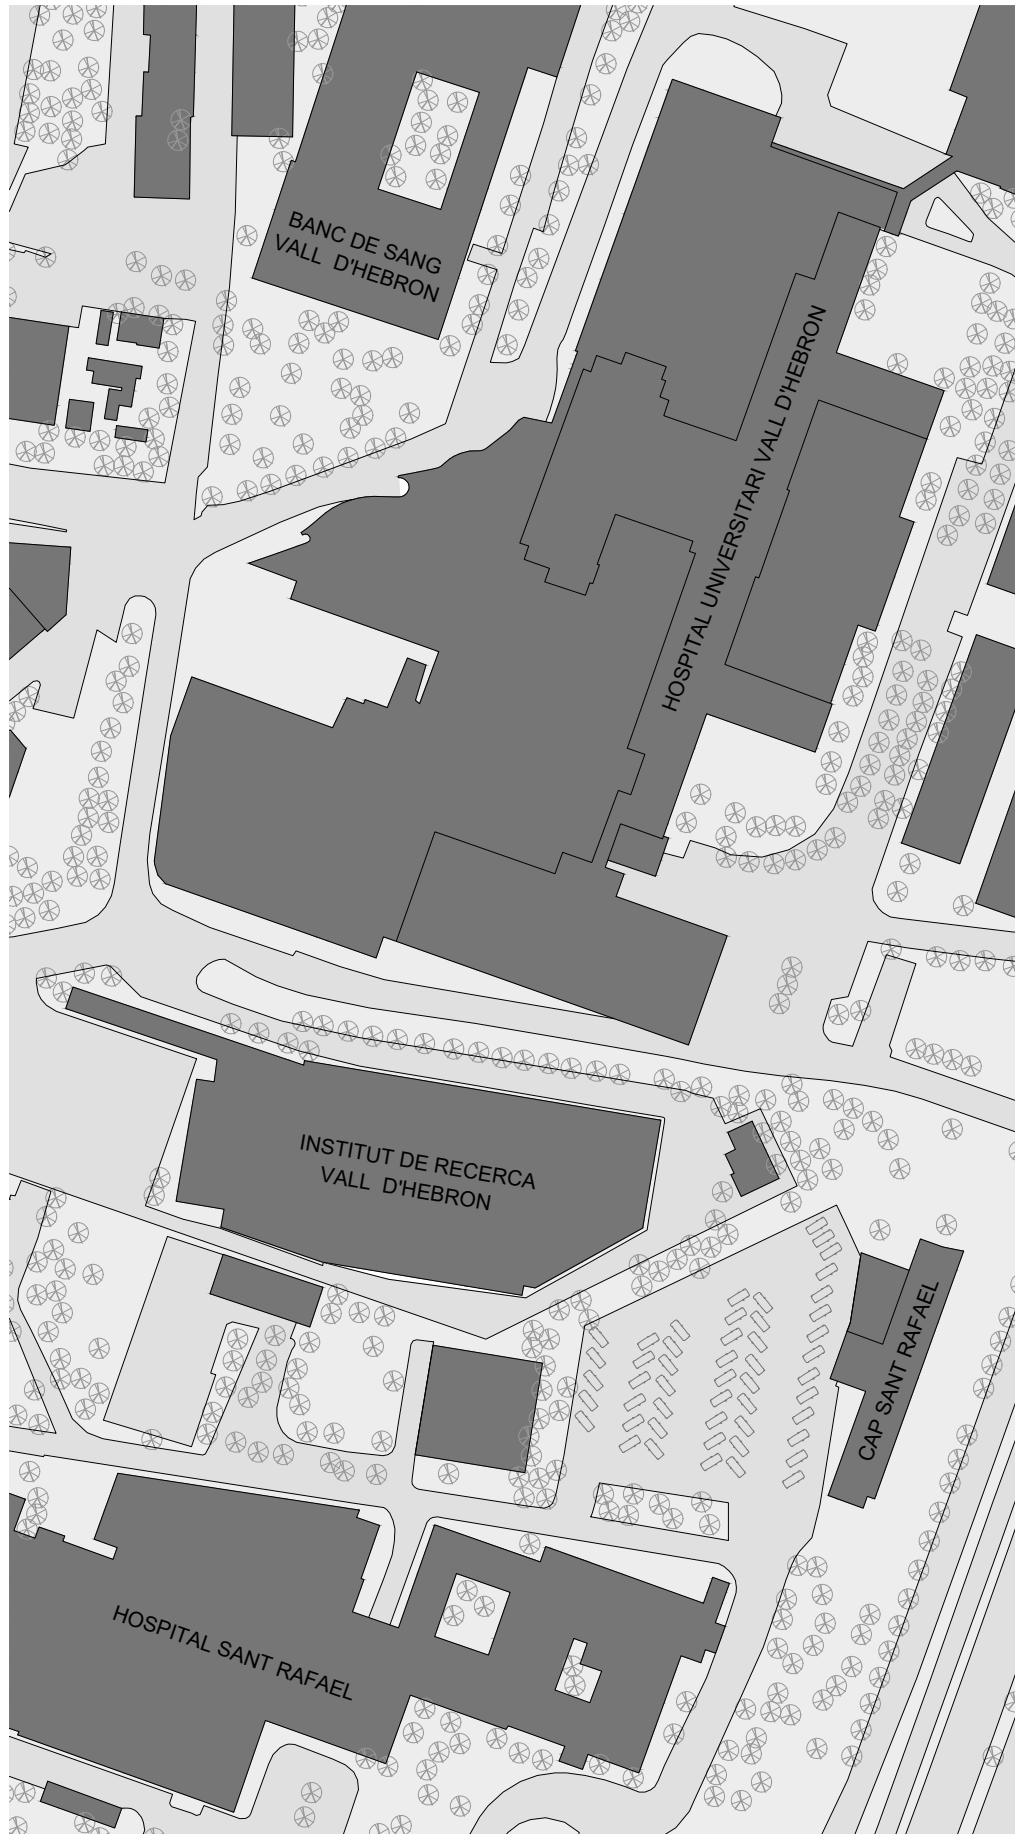 BANC DE SANG
VALL D'HEBRON
HOSPITAL UNIVERSITARI VALL D'HEBRON
INSTITUT DE RECERCA
VALL D'HEBRON
CAP SANT RAFAEL
HOSPITAL SANT RAFAEL